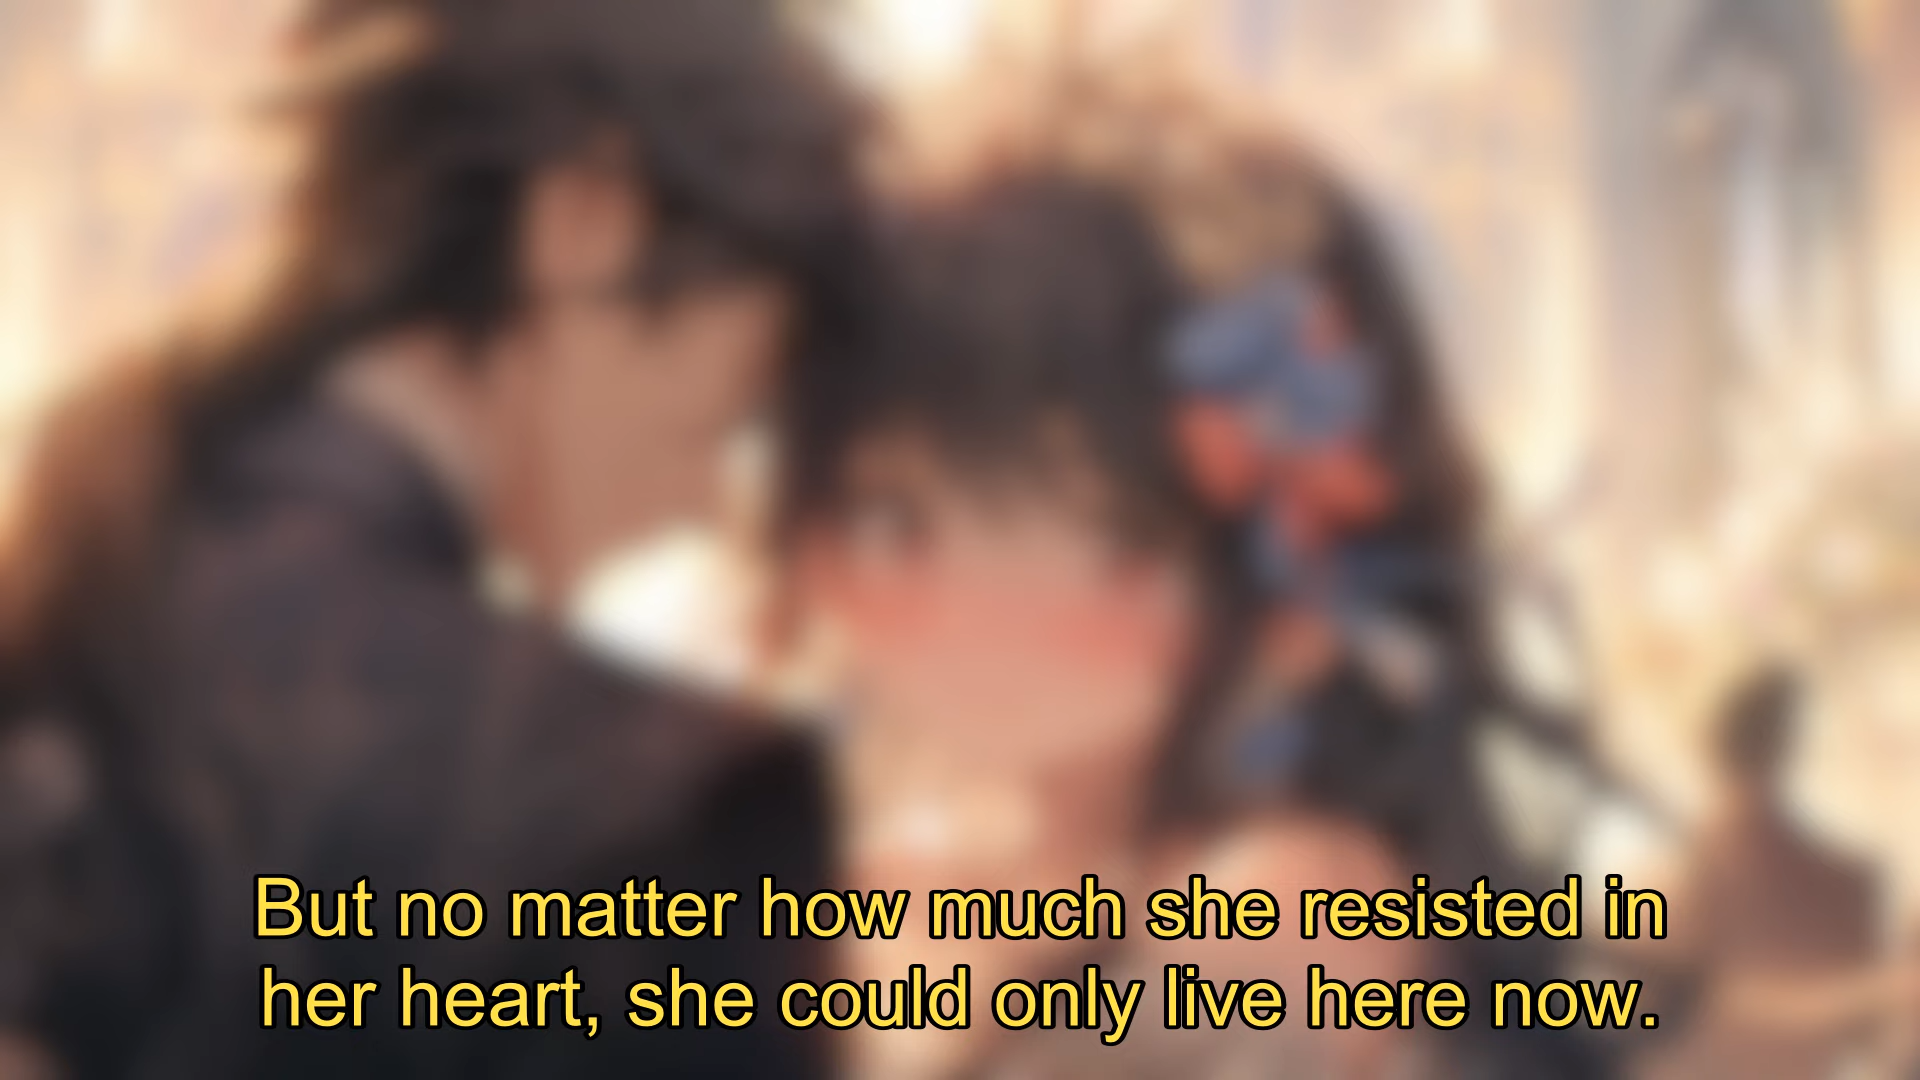 But no matter how much she resisted in
her heart, she could only live here now.